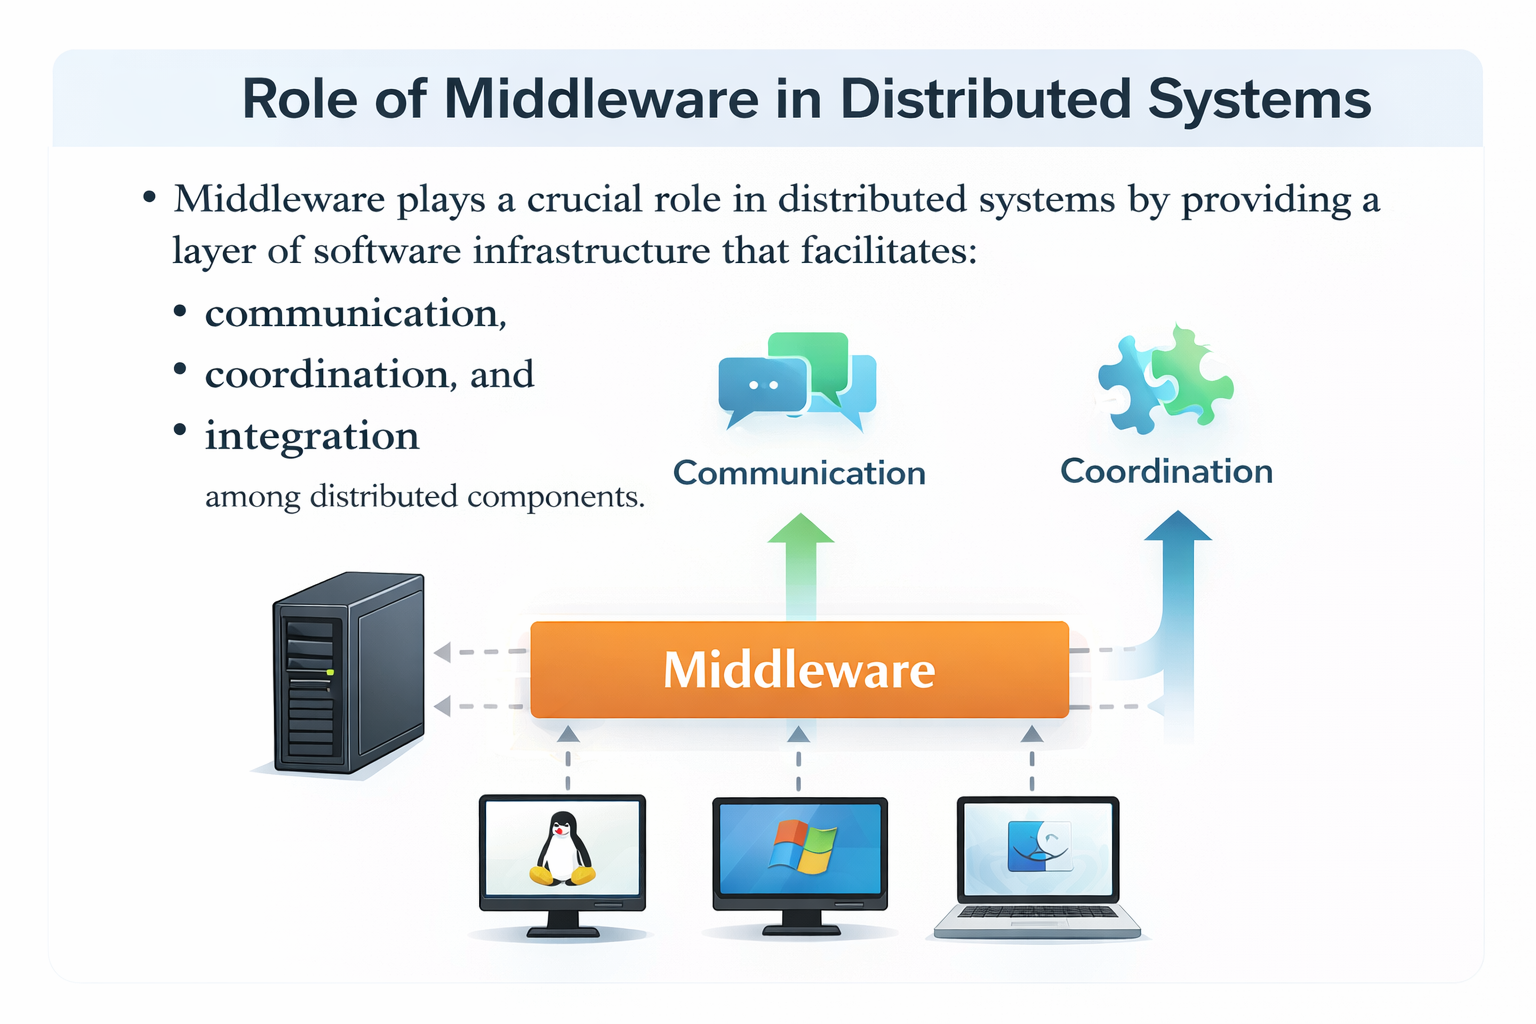 Role of Middleware in Distributed Systems
• Middleware plays a crucial role in distributed systems by providing a
layer of software infrastructure that facilitates:
• communication,
• coordination, and
• integration
among distributed components.
Communication
Coordination
Middleware